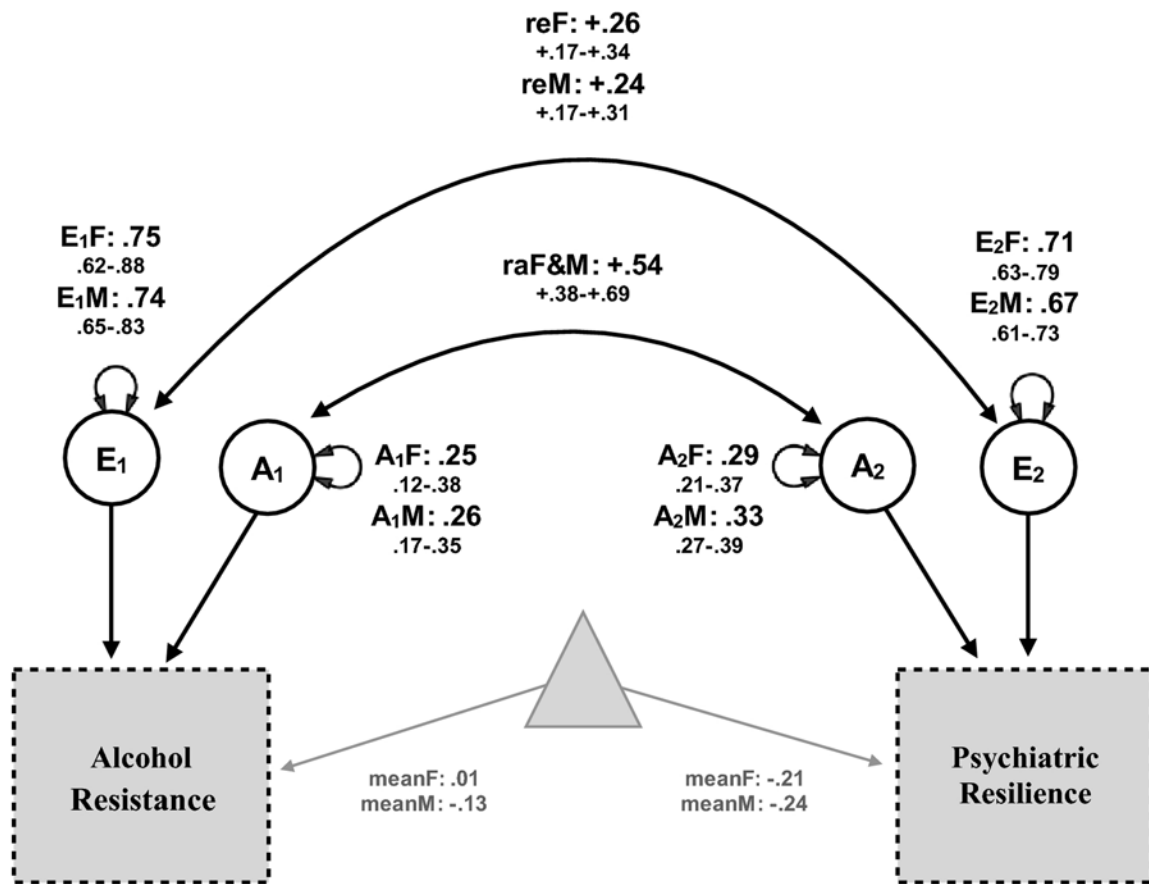 reF: +.26
+.17-+.34
reM: +.24
+.17-+.31
E₁F: .75
.62-.88
E₁M: .74
.65-.83
raF&M: +.54
+.38-+.69
E₂F: .71
.63-.79
E₂M: .67
.61-.73
E₁
A₁
A₁F: .25
.12-.38
A₁M: .26
.17-.35
A₂F: .29
.21-.37
A₂M: .33
.27-.39
A₂
E₂
Alcohol
Resistance
meanF: .01
meanM: -.13
meanF: -.21
meanM: -.24
Psychiatric
Resilience